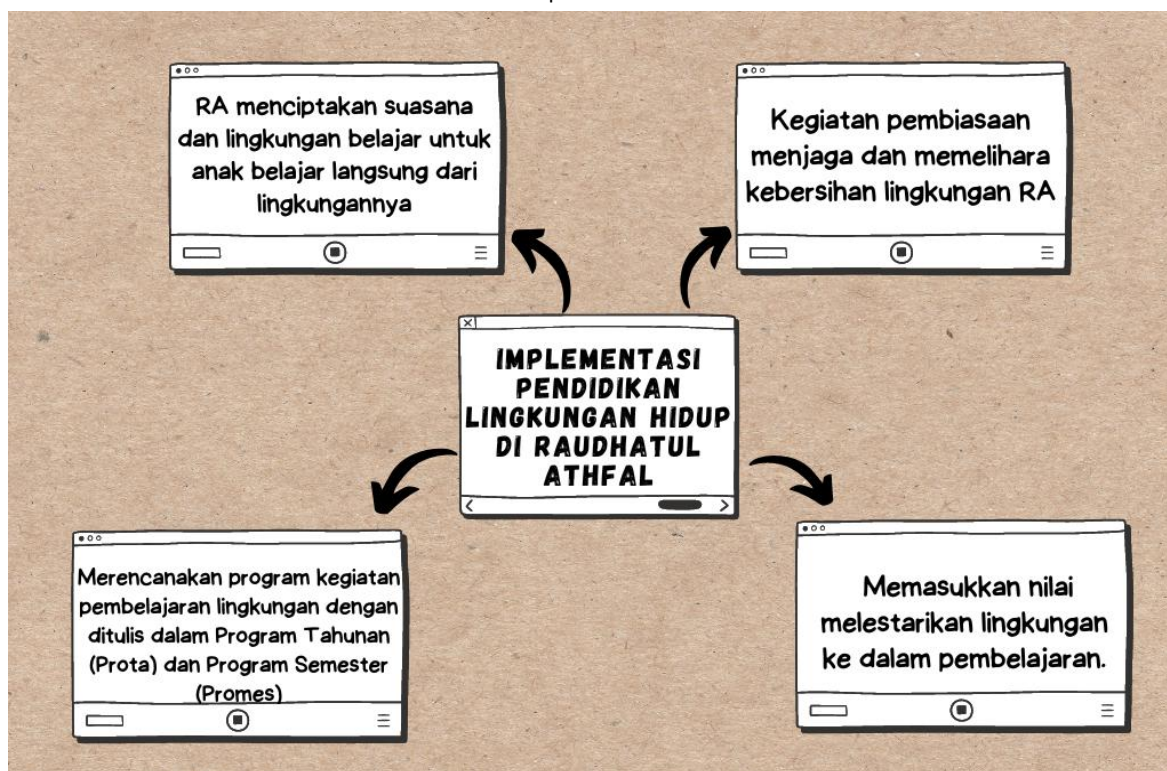 RA menciptakan suasana
dan lingkungan belajar untuk
anak belajar langsung dari
lingkungannya
Kegiatan pembiasaan
menjaga dan memelihara
kebersihan lingkungan RA
IMPLEMENTASI
PENDIDIKAN
LINGKUNGAN HIDUP
DI RAUDHATUL
ATHFAL
Merencanakan program kegiatan
pembelajaran lingkungan dengan
ditulis dalam Program Tahunan
(Prota) dan Program Semester
(Promes)
Memasukkan nilai
melestarikan lingkungan
ke dalam pembelajaran.